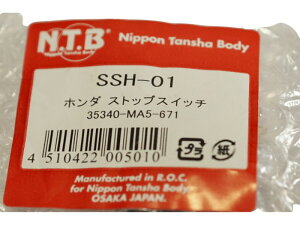 N.T.B
Nippon Tansha Body
Nippon Tansha Body
SSH-01
ホンダ ストップスイッチ
35340-MA5-671
4 510422 005010
プラ
紙
Manufactured in R.O.C.
for Nippon Tansha Body
OSAKA JAPAN.